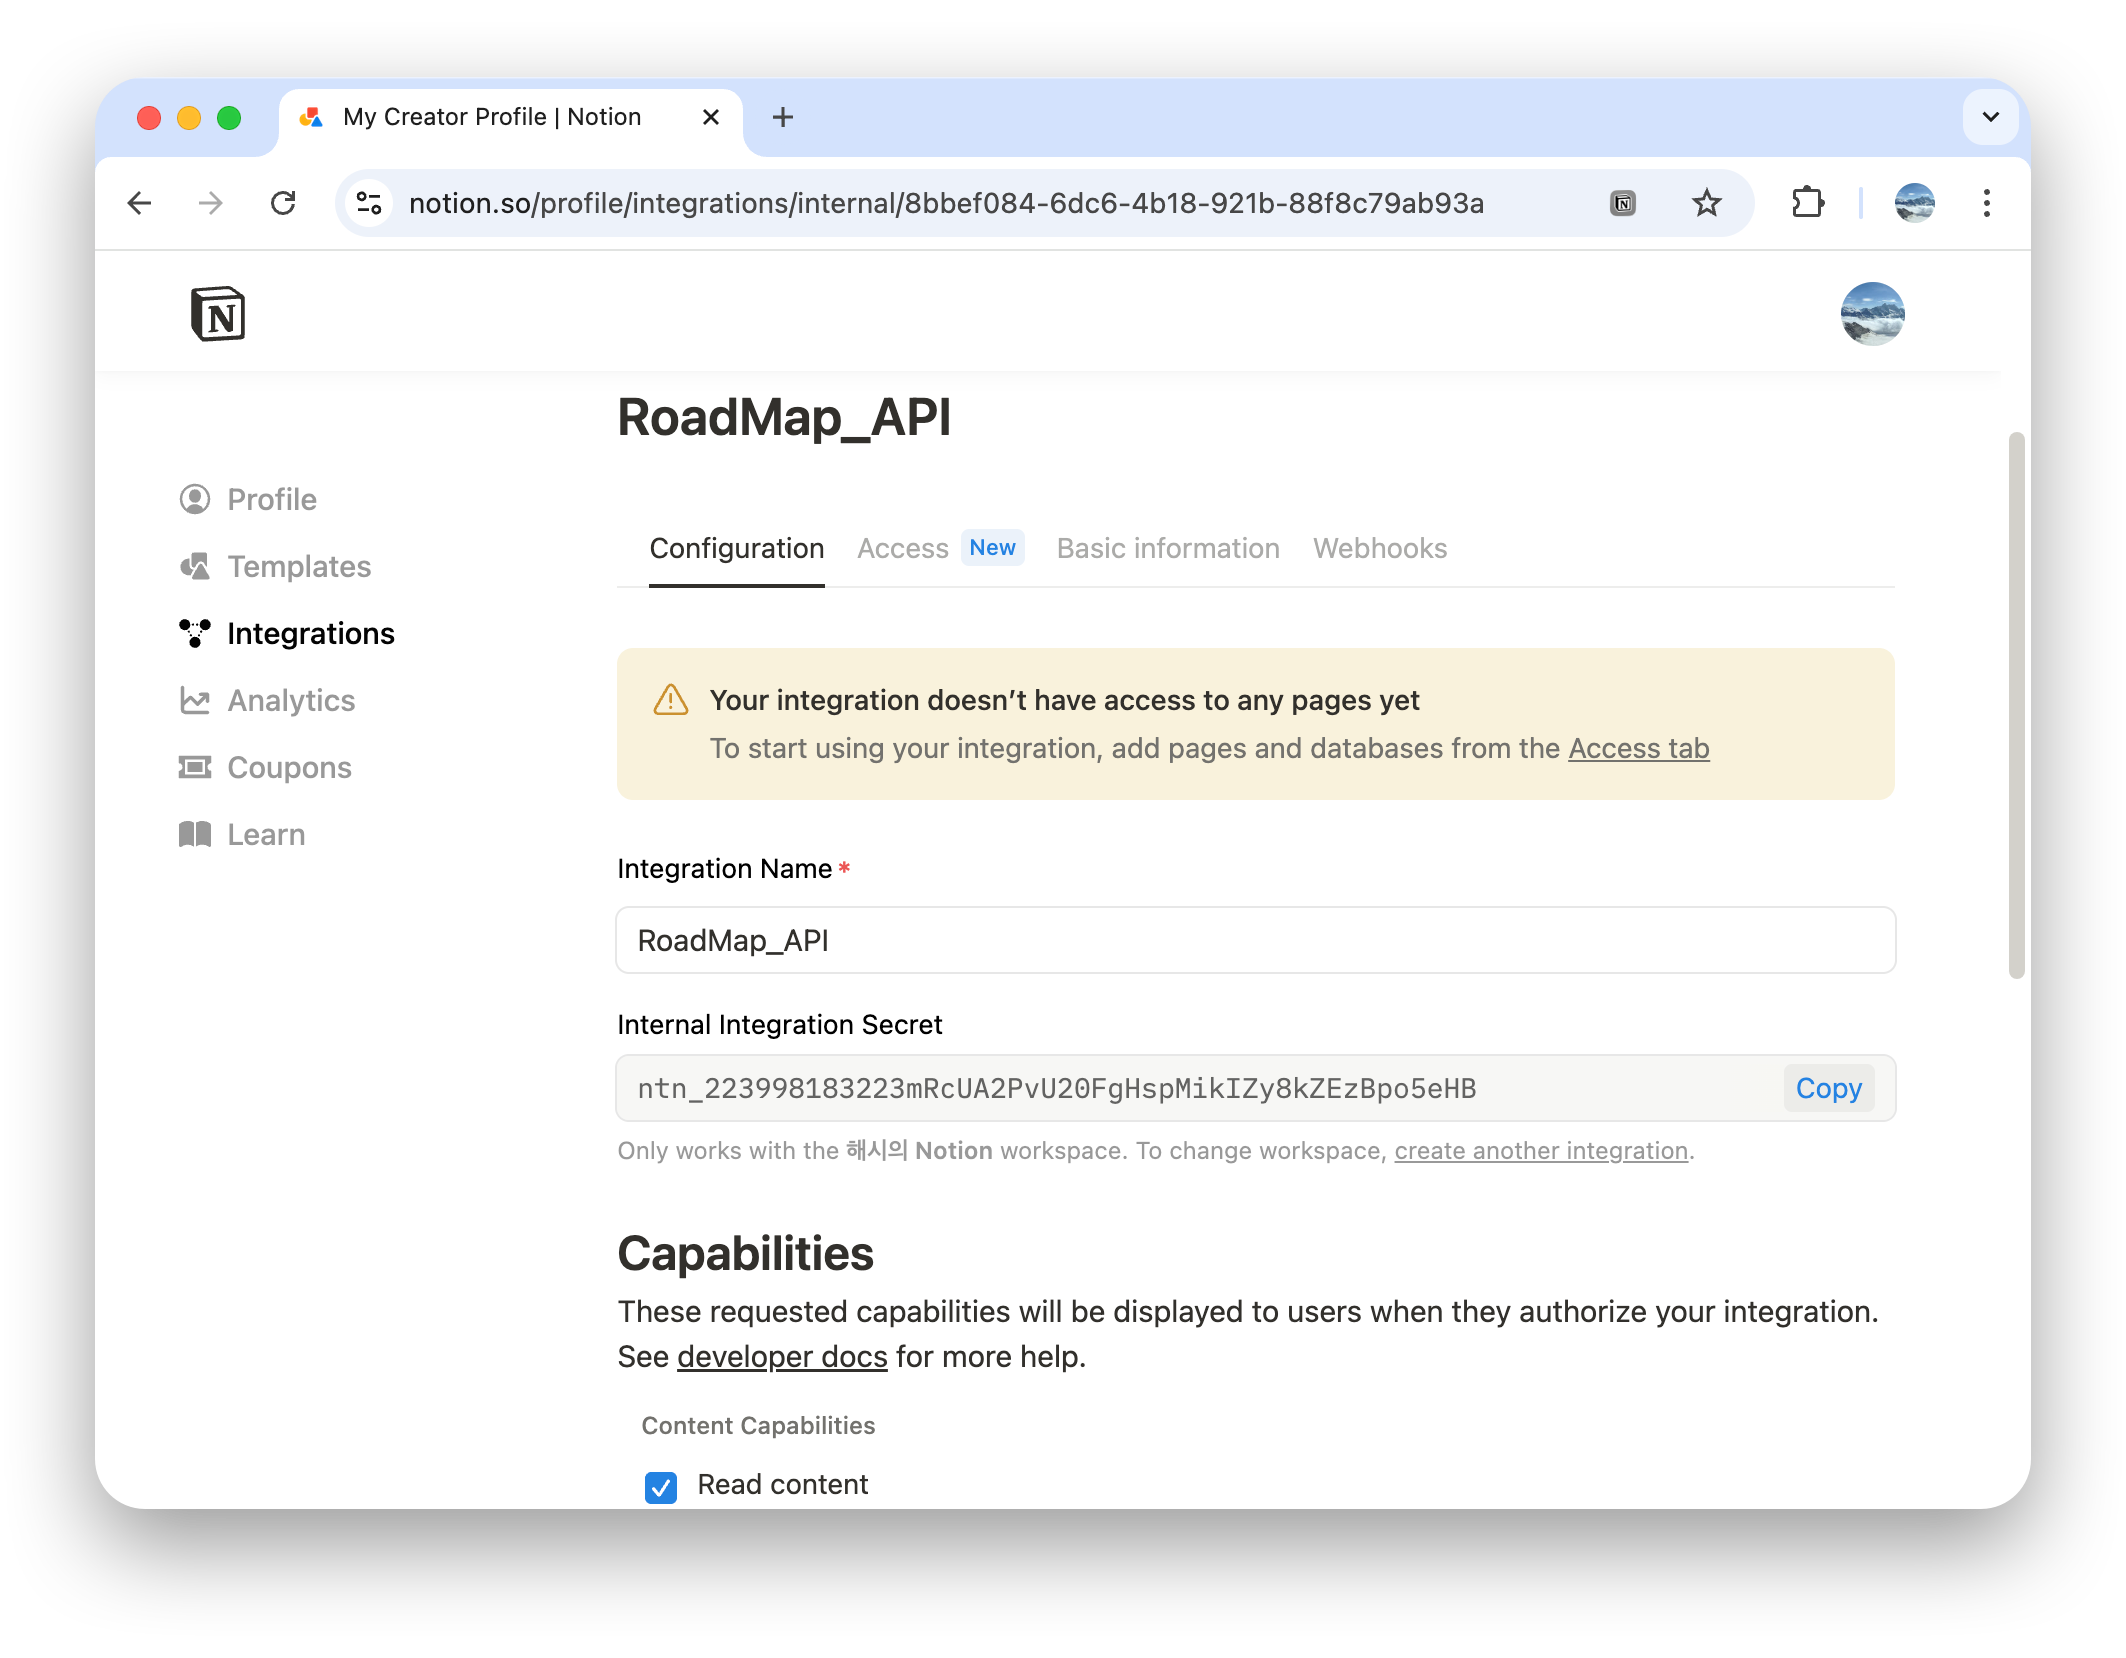 My Creator Profile | Notion
notion.so/profile/integrations/internal/8bbef084-6dc6-4b18-921b-88f8c79ab93a
N
RoadMap_API
Profile
Templates
Integrations
Analytics
Coupons
Learn
Configuration Access New Basic information Webhooks
Your integration doesn’t have access to any pages yet
To start using your integration, add pages and databases from the Access tab
Integration Name *
RoadMap_API
Internal Integration Secret
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 Copy
Only works with the 해시의 Notion workspace. To change workspace, create another integration.
Capabilities
These requested capabilities will be displayed to users when they authorize your integration.
See developer docs for more help.
Content Capabilities
Read content